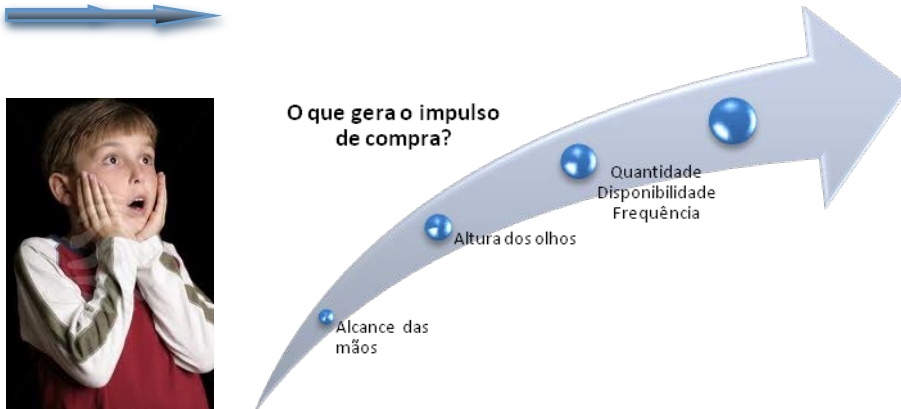 O que gera o impulso
de compra?
Quantidade
Disponibilidade
Frequência
Altura dos olhos
Alcance das
mãos